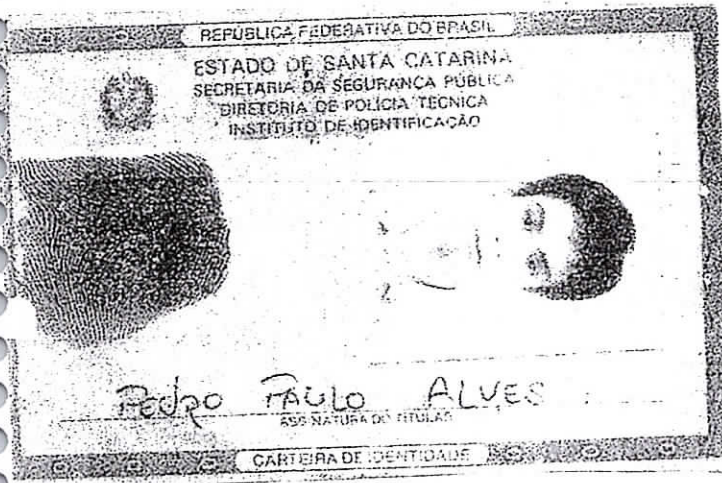 REPÚBLICA FEDERATIVA DO BRASIL
ESTADO DE SANTA CATARINA
SECRETARIA DA SEGURANÇA PÚBLICA
DIRETORIA DE POLÍCIA TÉCNICA
INSTITUTO DE IDENTIFICAÇÃO
Pedro PAULO ALVES
ASSINATURA DO TITULAR
CARTEIRA DE IDENTIDADE